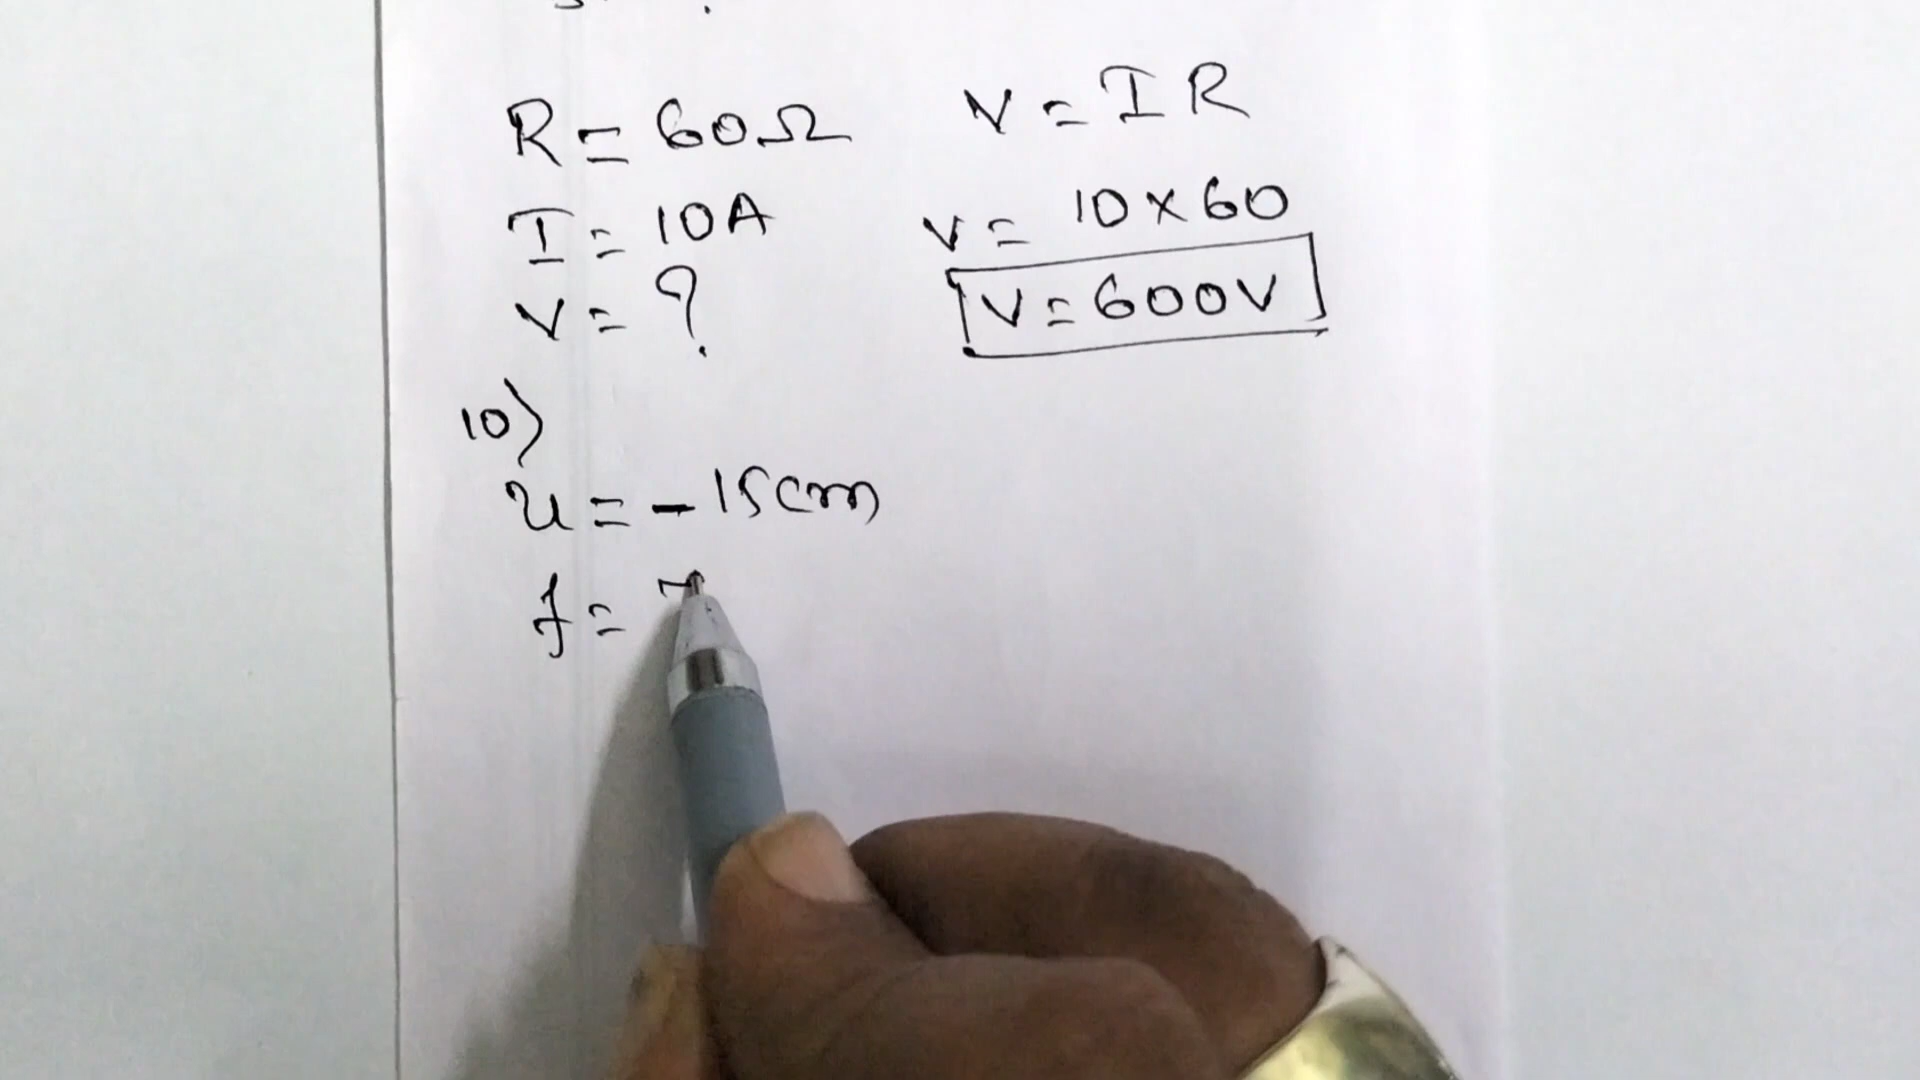 R = 60Ω
I = 10A
V = ?
V = IR
V = 10 × 60
V = 600V
10)
u = - 15cm
f =